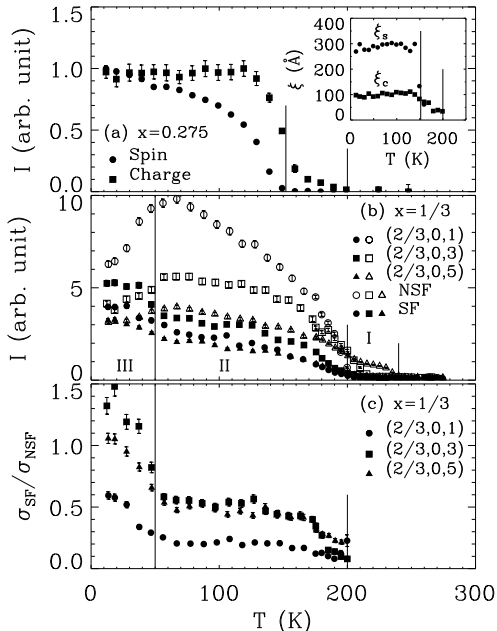 I (arb. unit)
1.0
0.5
0.0
(a) x=0.275
Spin
Charge
ξ (Å)
400
300
200
100
0
ξs
ξc
0 100 200
T (K)
I (arb. unit)
10
5
0
(b) x=1/3
(2/3,0,1)
(2/3,0,3)
(2/3,0,5)
NSF
SF
III
II
I
σSF/σNSF
1.5
1.0
0.5
0.0
(c) x=1/3
(2/3,0,1)
(2/3,0,3)
(2/3,0,5)
0 100 200 300
T (K)